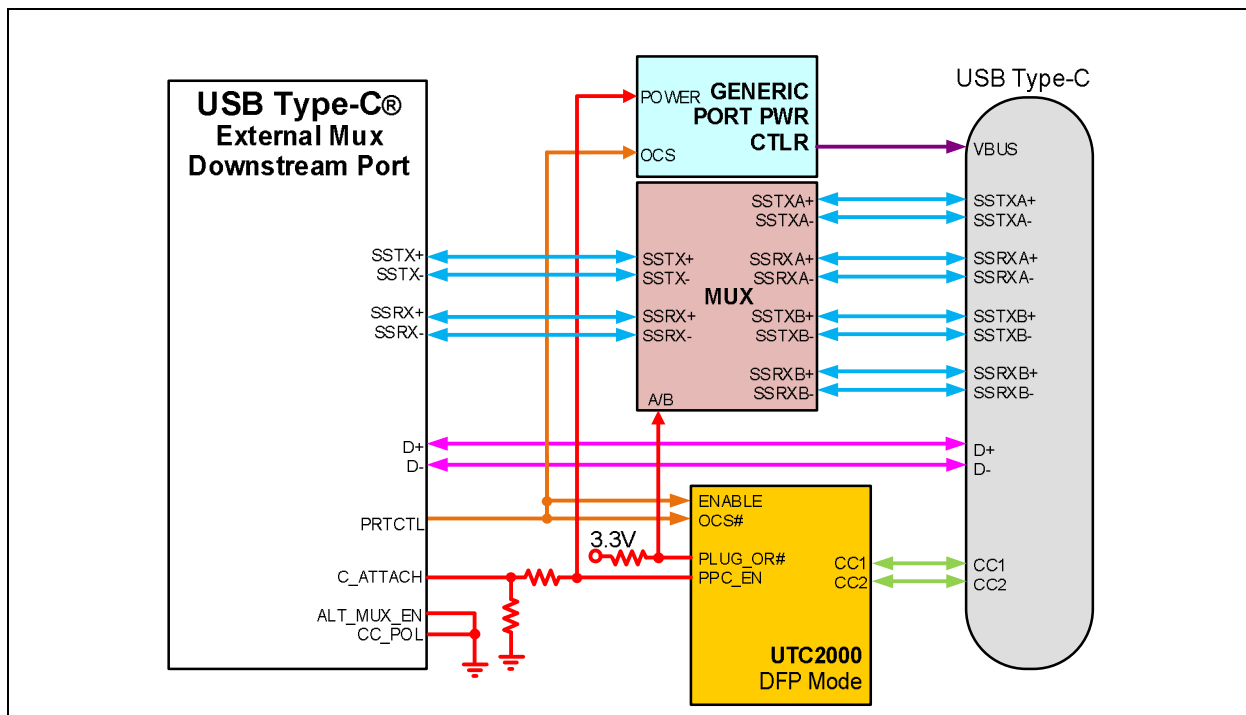 USB Type-C®
External Mux
Downstream Port
SSTX+
SSTX-
SSRX+
SSRX-
D+
D-
PRTCTL
C_ATTACH
ALT_MUX_EN
CC_POL
POWER
GENERIC
PORT PWR
CTLR
OCS
SSTXA+
SSTXA-
SSTX+
SSTX-
SSRXA+
SSRXA-
MUX
SSRX+
SSRX-
SSTXB+
SSTXB-
SSRXB+
SSRXB-
A/B
3.3V
ENABLE
OCS#
PLUG_OR#
PPC_EN
CC1
CC2
UTC2000
DFP Mode
USB Type-C
VBUS
SSTXA+
SSTXA-
SSRXA+
SSRXA-
SSTXB+
SSTXB-
SSRXB+
SSRXB-
D+
D-
CC1
CC2